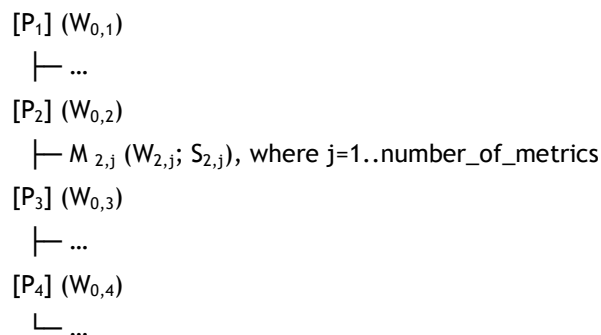 [P₁] (W₀,₁)
├─ …
[P₂] (W₀,₂)
├─ M ₂,ⱼ (W₂,ⱼ; S₂,ⱼ), where j=1..number_of_metrics
[P₃] (W₀,₃)
├─ …
[P₄] (W₀,₄)
└─ …